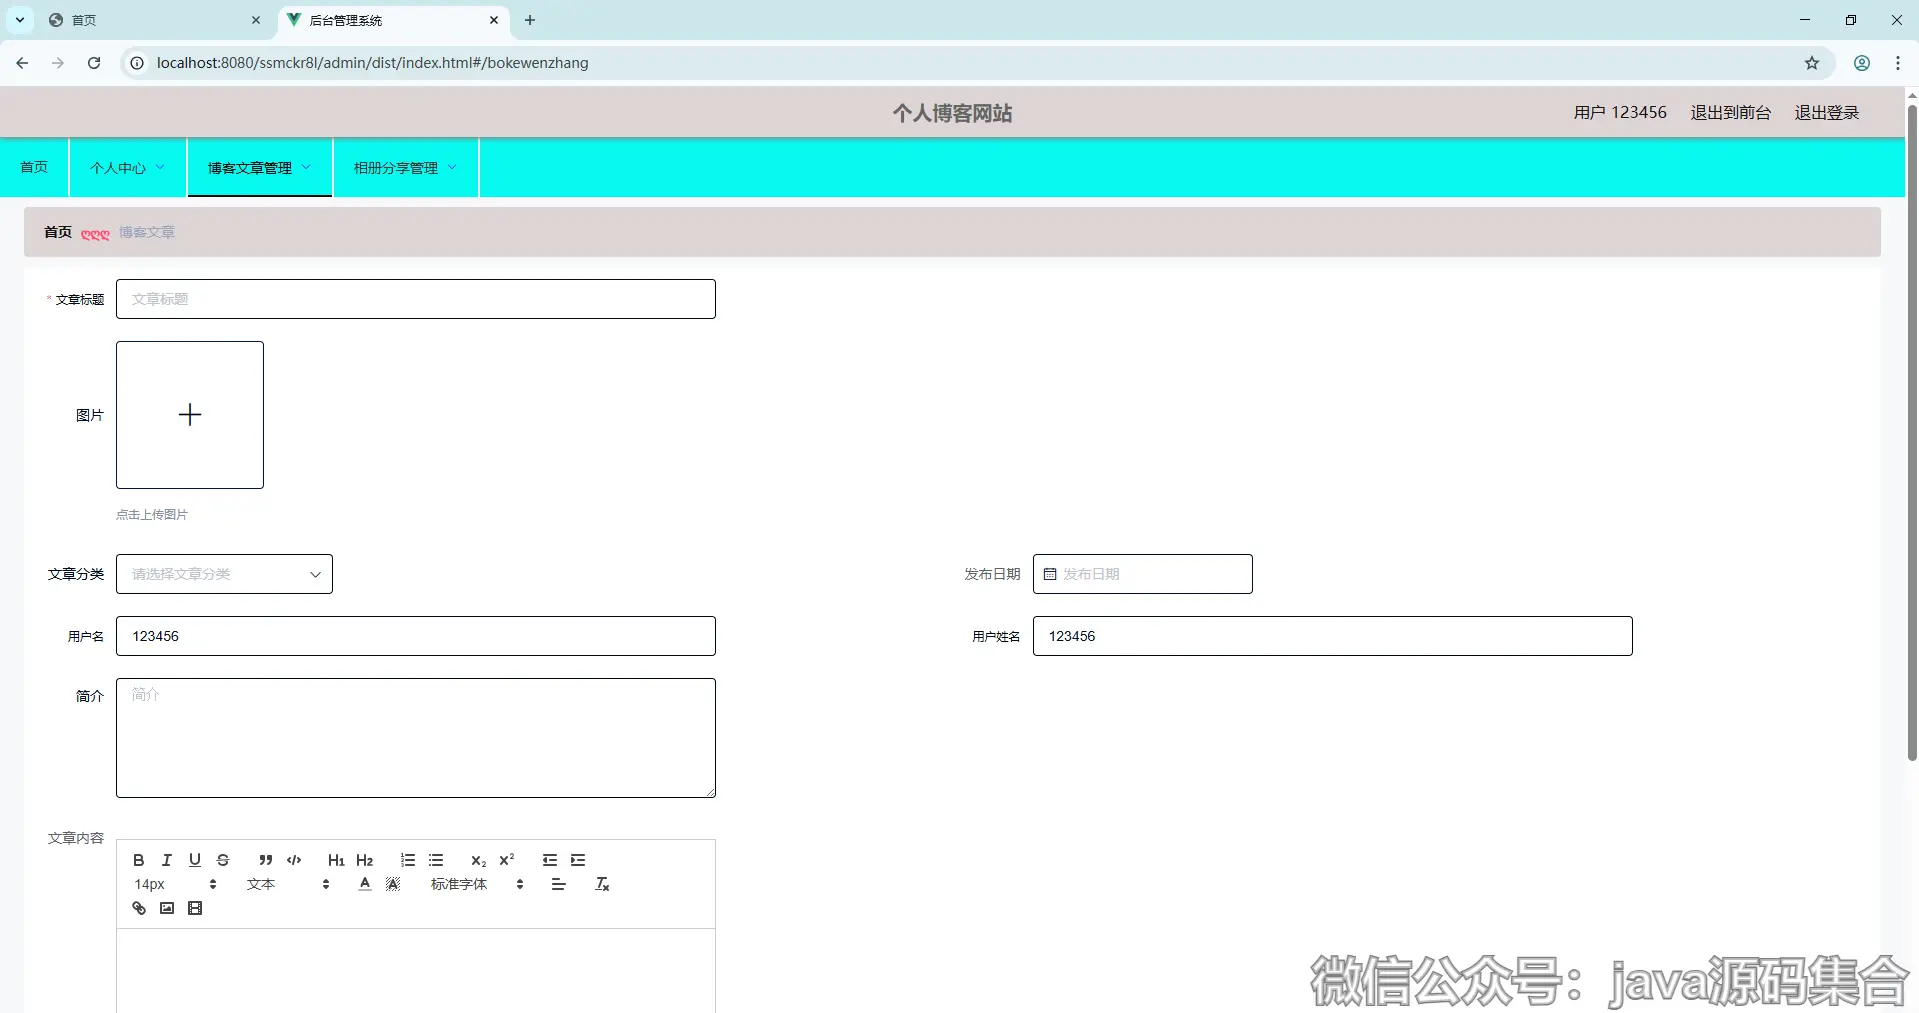 首页
后台管理系统
localhost:8080/ssmckr8l/admin/dist/index.html#/bokewenzhang
个人博客网站
用户 123456 退出到前台 退出登录
首页 个人中心 博客文章管理 相册分享管理
首页 ღღღ 博客文章
* 文章标题 文章标题
图片
点击上传图片
文章分类 请选择文章分类 发布日期 发布日期
用户名 123456 用户姓名 123456
简介 简介
文章内容
B I U S H1 H2 x₂ x²
14px 文本 A A 标准字体 Tx
微信公众号：java源码集合